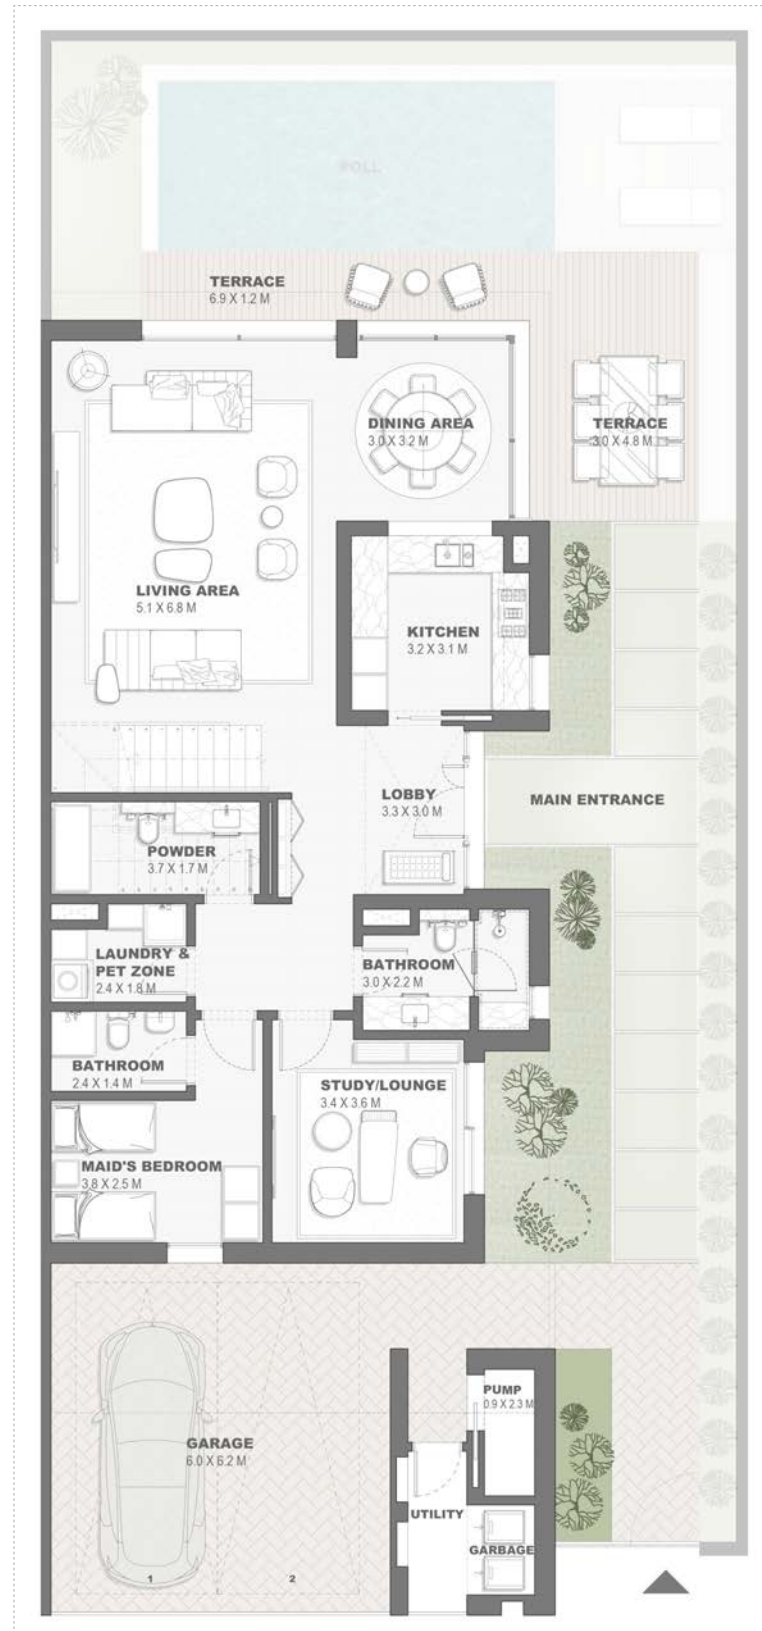 POLL
TERRACE
6.9 X 1.2 M
DINING AREA
3.0 X 3.2 M
TERRACE
3.0 X 4.8 M
LIVING AREA
5.1 X 6.8 M
KITCHEN
3.2 X 3.1 M
LOBBY
3.3 X 3.0 M
MAIN ENTRANCE
POWDER
3.7 X 1.7 M
LAUNDRY &
PET ZONE
2.4 X 1.8 M
BATHROOM
3.0 X 2.2 M
BATHROOM
2.4 X 1.4 M
STUDY/LOUNGE
3.4 X 3.6 M
MAID'S BEDROOM
3.8 X 2.5 M
PUMP
0.9 X 2.3 M
GARAGE
6.0 X 6.2 M
UTILITY
GARBAGE
1
2